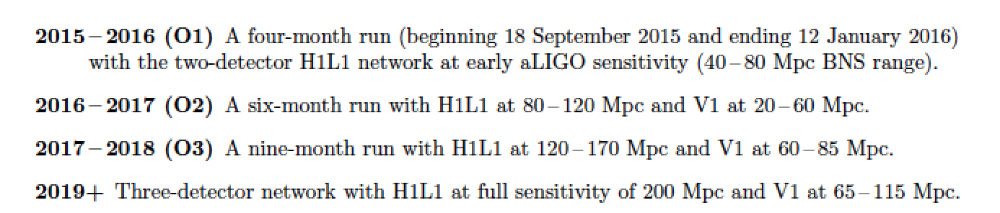 2015–2016 (O1) A four-month run (beginning 18 September 2015 and ending 12 January 2016)
with the two-detector H1L1 network at early aLIGO sensitivity (40–80 Mpc BNS range).
2016–2017 (O2) A six-month run with H1L1 at 80–120 Mpc and V1 at 20–60 Mpc.
2017–2018 (O3) A nine-month run with H1L1 at 120–170 Mpc and V1 at 60–85 Mpc.
2019+ Three-detector network with H1L1 at full sensitivity of 200 Mpc and V1 at 65–115 Mpc.